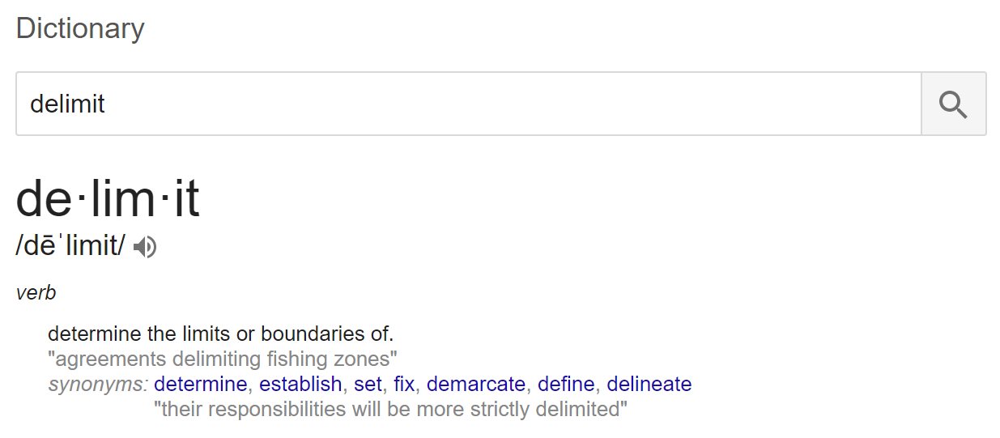 Dictionary
delimit
de·lim·it
/dēˈlimit/
verb
determine the limits or boundaries of.
"agreements delimiting fishing zones"
synonyms: determine, establish, set, fix, demarcate, define, delineate
"their responsibilities will be more strictly delimited"